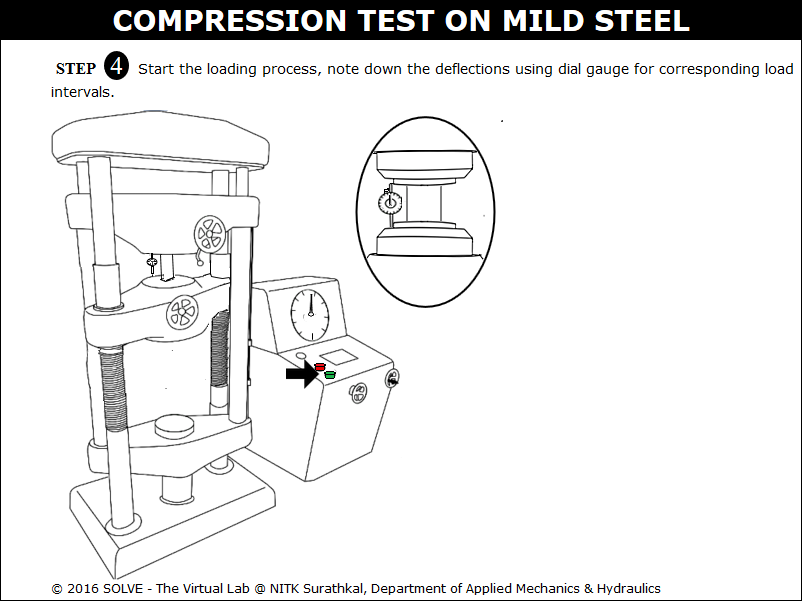 COMPRESSION TEST ON MILD STEEL
STEP 4 Start the loading process, note down the deflections using dial gauge for corresponding load
intervals.
© 2016 SOLVE - The Virtual Lab @ NITK Surathkal, Department of Applied Mechanics & Hydraulics